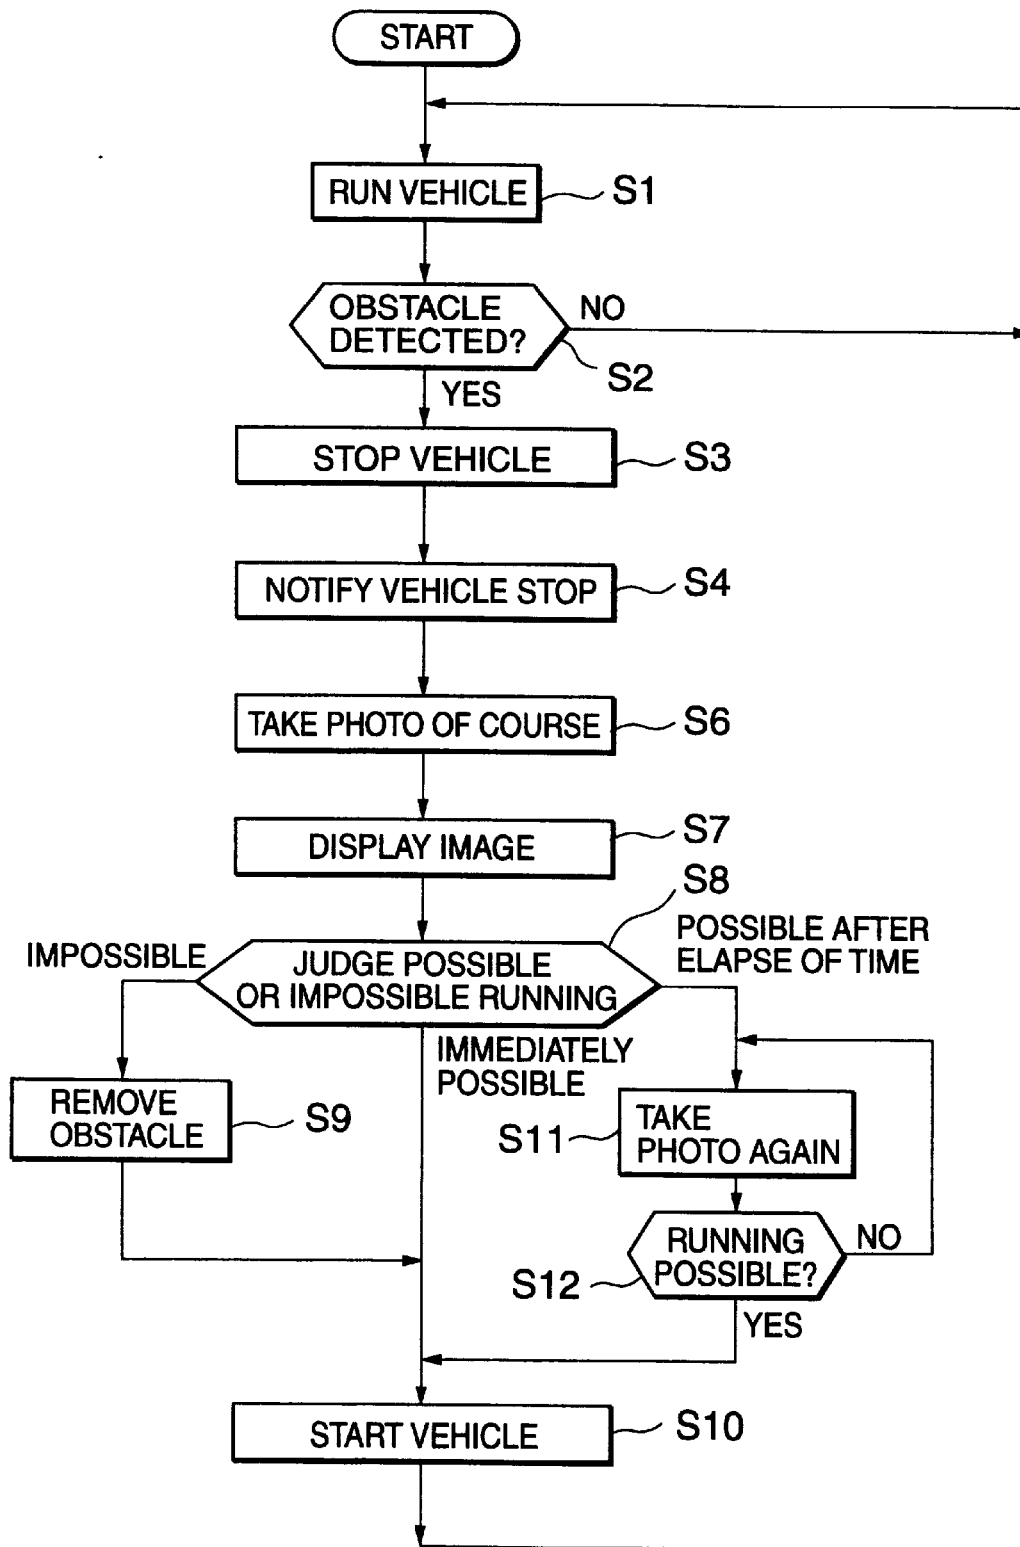 START
RUN VEHICLE
S1
OBSTACLE
DETECTED?
NO
S2
YES
STOP VEHICLE
S3
NOTIFY VEHICLE STOP
S4
TAKE PHOTO OF COURSE
S6
DISPLAY IMAGE
S7
S8
IMPOSSIBLE
JUDGE POSSIBLE
OR IMPOSSIBLE RUNNING
POSSIBLE AFTER
ELAPSE OF TIME
IMMEDIATELY
POSSIBLE
REMOVE
OBSTACLE
S9
S11
TAKE
PHOTO AGAIN
RUNNING
POSSIBLE?
NO
S12
YES
START VEHICLE
S10